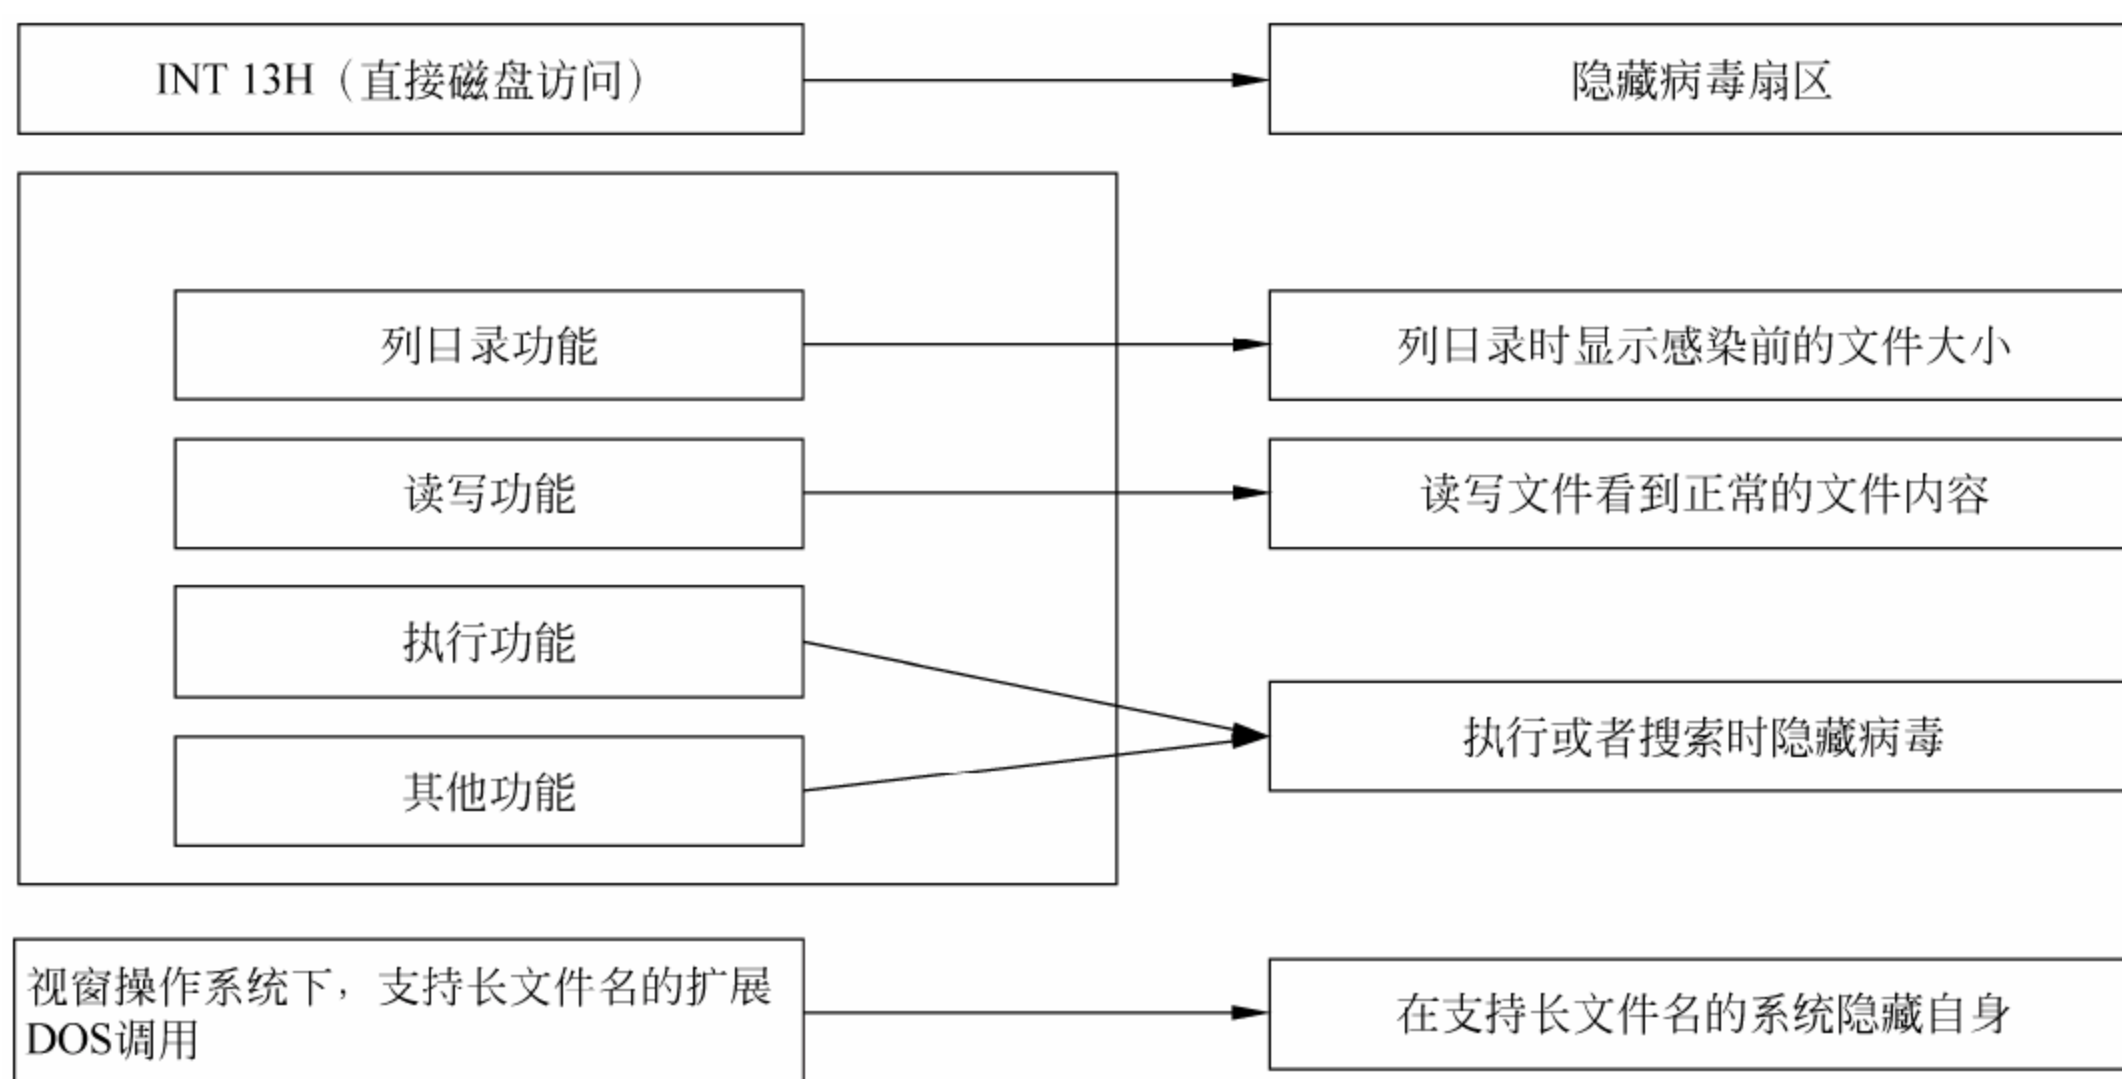 INT 13H（直接磁盘访问）
隐藏病毒扇区
列目录功能
列目录时显示感染前的文件大小
读写功能
读写文件看到正常的文件内容
执行功能
执行或者搜索时隐藏病毒
其他功能
视窗操作系统下，支持长文件名的扩展
DOS调用
在支持长文件名的系统隐藏自身